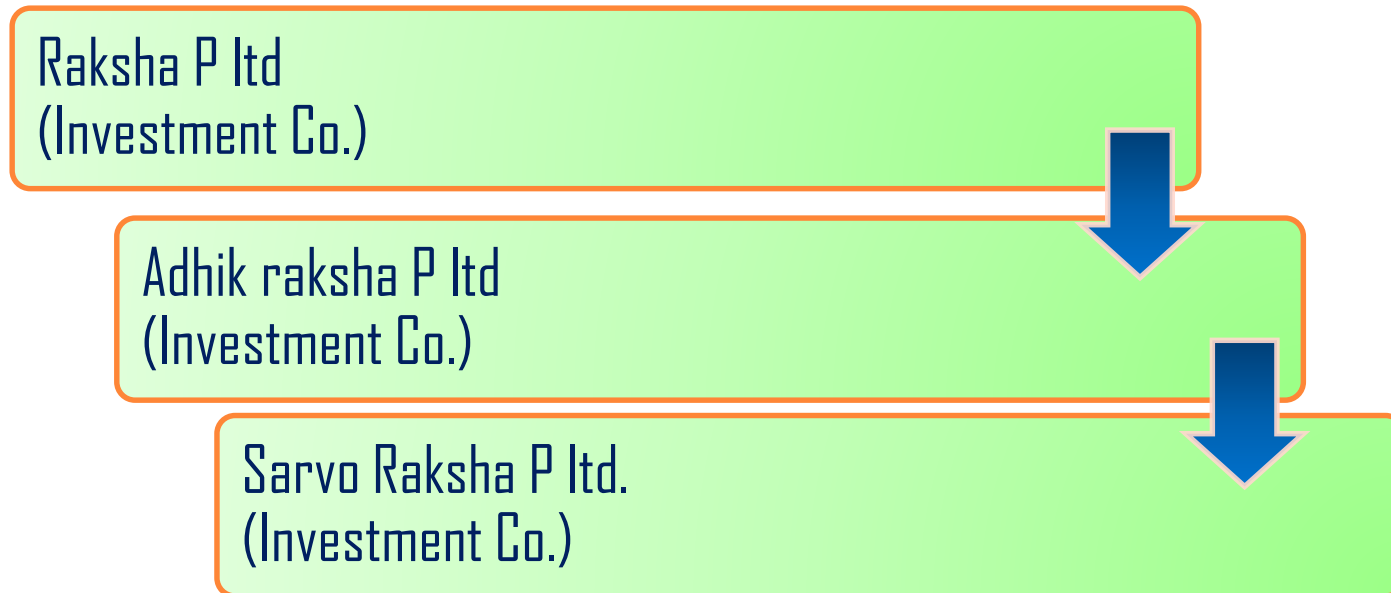 Raksha P ltd
(Investment Co.)
Adhik raksha P ltd
(Investment Co.)
Sarvo Raksha P ltd.
(Investment Co.)